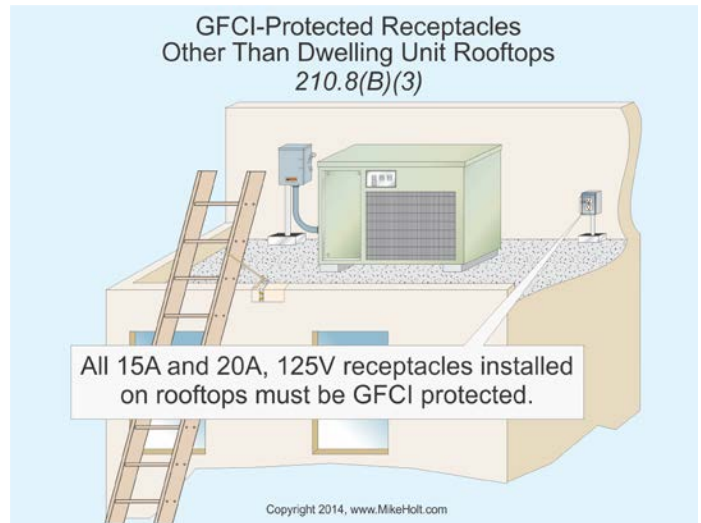 GFCI-Protected Receptacles
Other Than Dwelling Unit Rooftops
210.8(B)(3)
All 15A and 20A, 125V receptacles installed
on rooftops must be GFCI protected.
Copyright 2014, www.MikeHolt.com